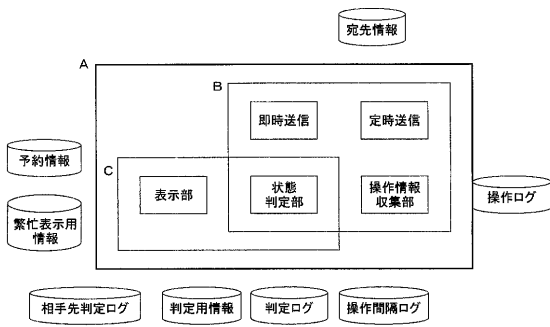 宛先情報
A
B
即時送信
定時送信
予約情報
C
表示部
状態
判定部
操作情報
収集部
操作ログ
繁忙表示用
情報
相手先判定ログ
判定用情報
判定ログ
操作間隔ログ